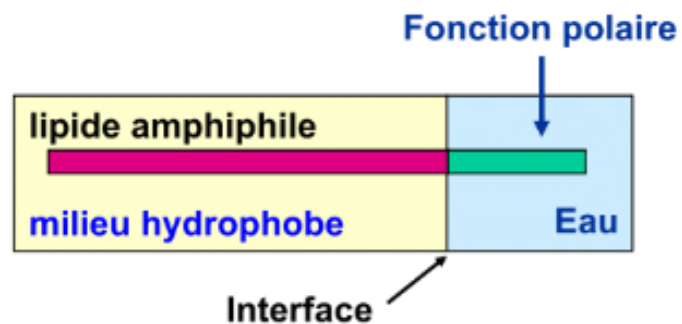 Fonction polaire
lipide amphiphile
milieu hydrophobe
Eau
Interface